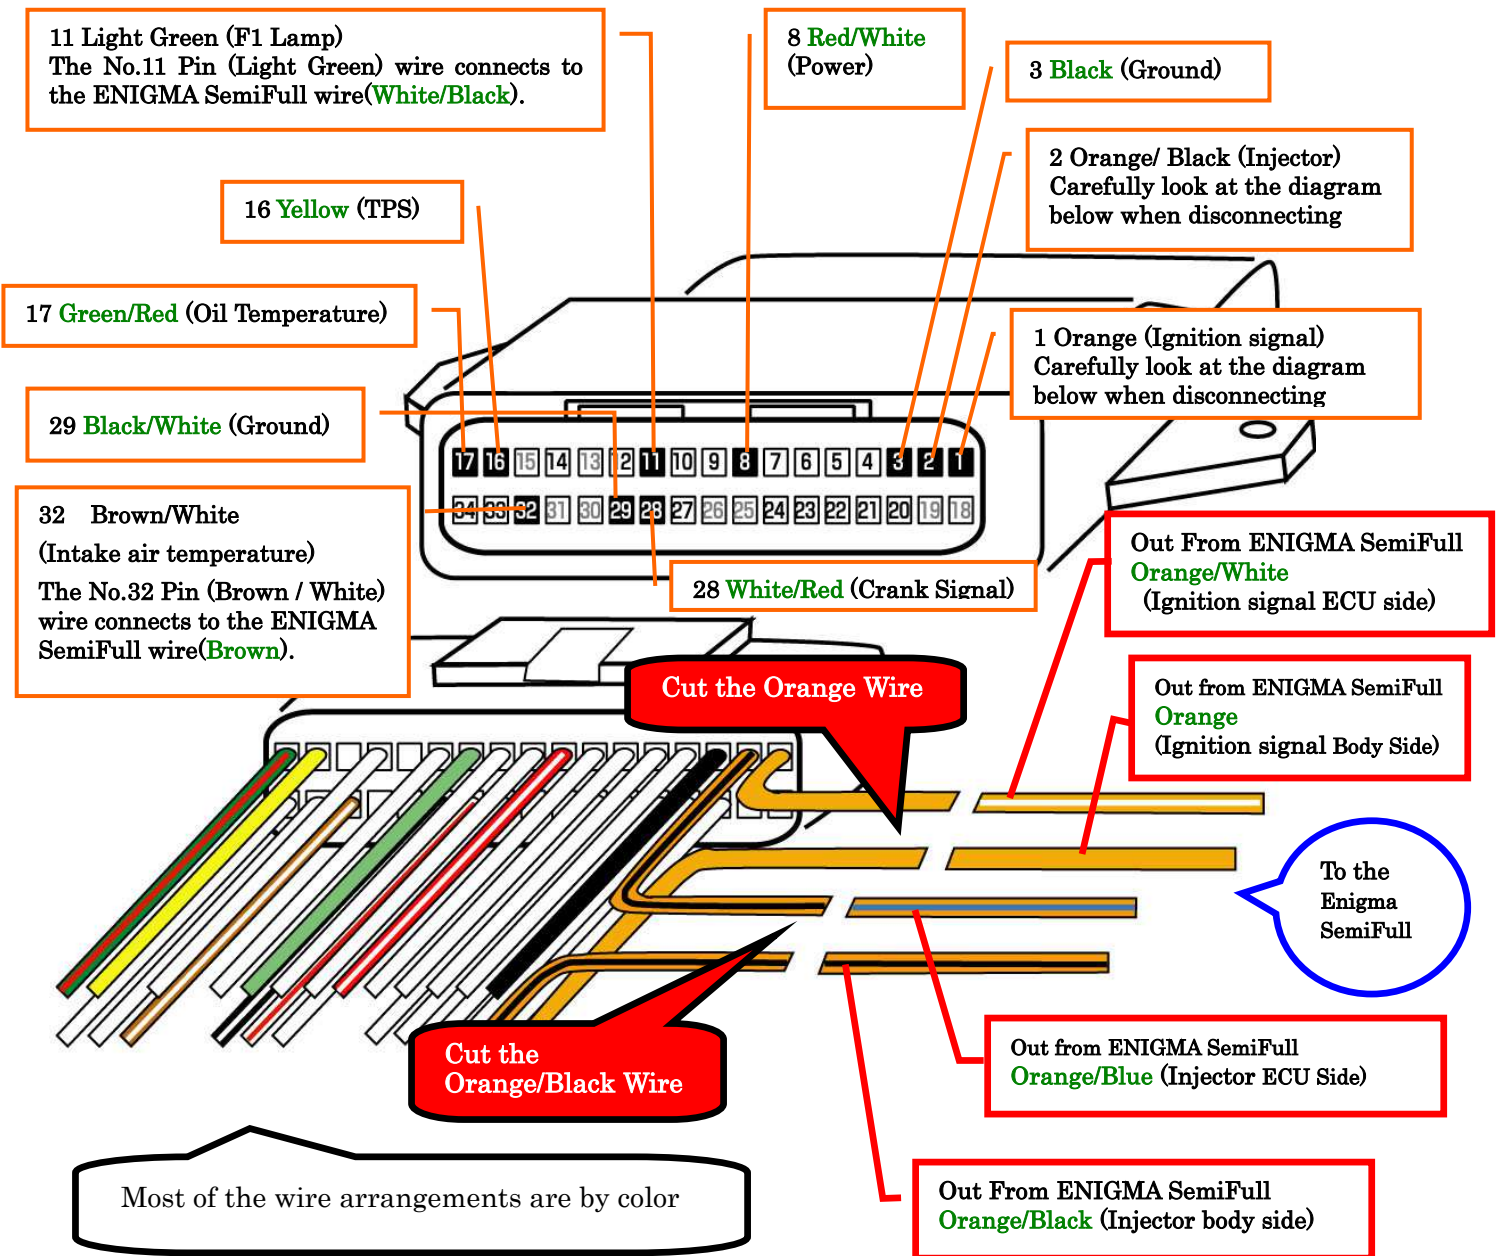 11 Light Green (F1 Lamp)
The No.11 Pin (Light Green) wire connects to
the ENIGMA SemiFull wire(White/Black).
8 Red/White
(Power)
3 Black (Ground)
2 Orange/ Black (Injector)
Carefully look at the diagram
below when disconnecting
16 Yellow (TPS)
17 Green/Red (Oil Temperature)
1 Orange (Ignition signal)
Carefully look at the diagram
below when disconnecting
29 Black/White (Ground)
17 16 15 14 13 12 11 10 9 8 7 6 5 4 3 2 1
34 33 32 31 30 29 28 27 26 25 24 23 22 21 20 19 18
32 Brown/White
(Intake air temperature)
The No.32 Pin (Brown / White)
wire connects to the ENIGMA
SemiFull wire(Brown).
28 White/Red (Crank Signal)
Out From ENIGMA SemiFull
Orange/White
(Ignition signal ECU side)
Cut the Orange Wire
Out from ENIGMA SemiFull
Orange
(Ignition signal Body Side)
To the
Enigma
SemiFull
Cut the
Orange/Black Wire
Out from ENIGMA SemiFull
Orange/Blue (Injector ECU Side)
Most of the wire arrangements are by color
Out From ENIGMA SemiFull
Orange/Black (Injector body side)